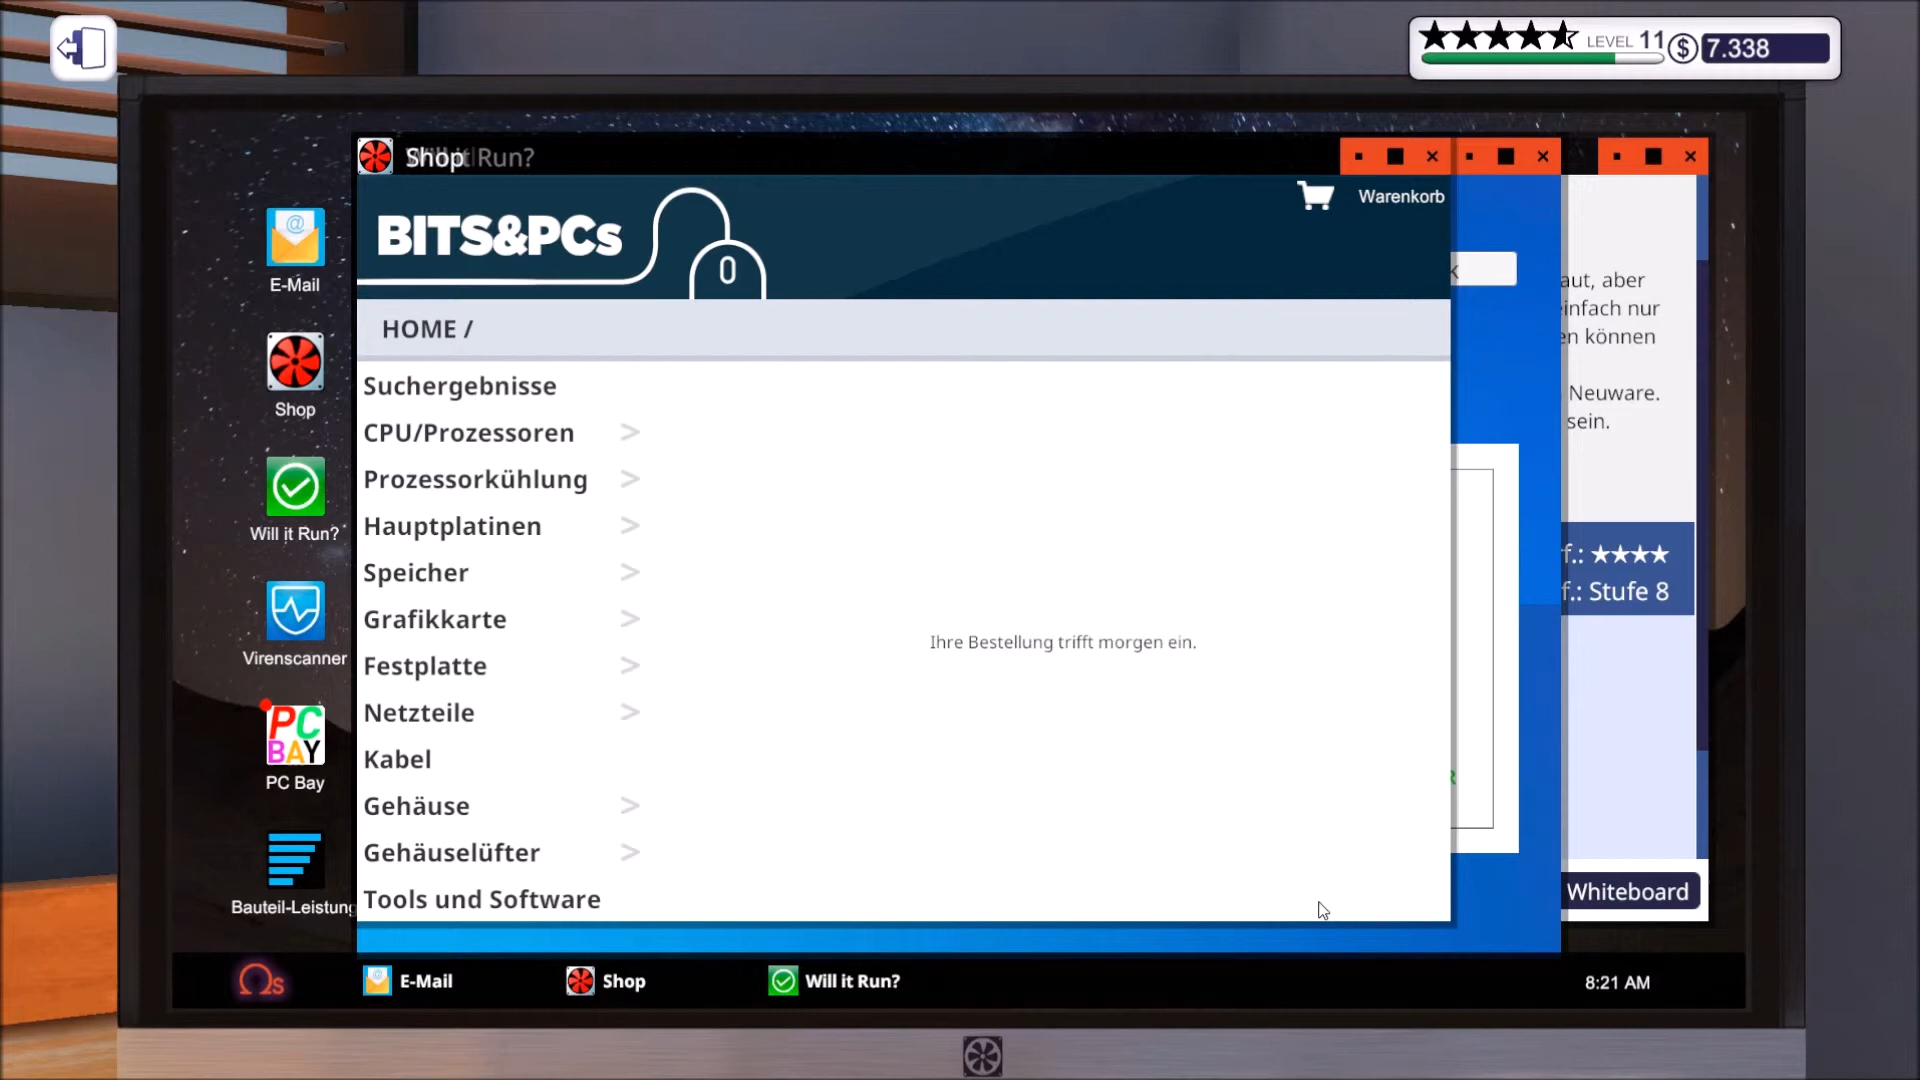 LEVEL 11
7.338
Shop
Run?
Warenkorb
BITS&PCs
HOME /
Suchergebnisse
CPU/Prozessoren >
Prozessorkühlung >
Hauptplatinen >
Speicher >
Grafikkarte >
Festplatte >
Netzteile >
Kabel
Gehäuse >
Gehäuselüfter >
Tools und Software
Ihre Bestellung trifft morgen ein.
aber
einfach nur
können
Neuware.
sein.
★★★★
Stufe 8
Whiteboard
E-Mail
Shop
Will it Run?
Virenscanner
PC BAY
PC Bay
Bauteil-Leistung
Ωs
E-Mail
Shop
Will it Run?
8:21 AM